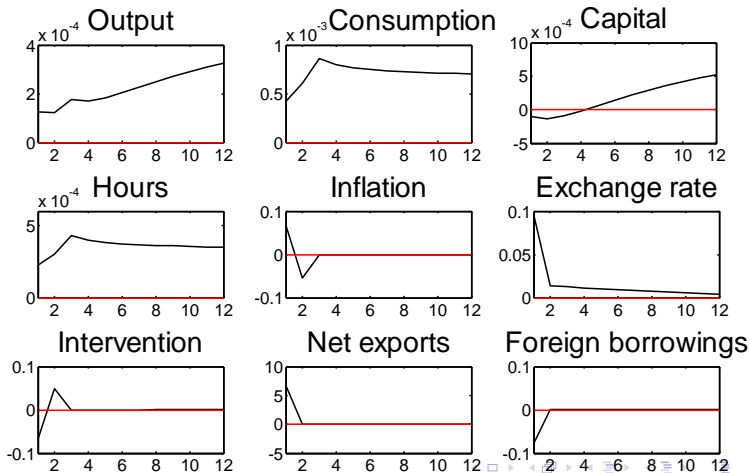 Output
Consumption
Capital
x 10-4
4
2
0
2 4 6 8 10 12
x 10-3
1
0.5
0
2 4 6 8 10 12
x 10-4
10
5
0
-5
2 4 6 8 10 12
Hours
Inflation
Exchange rate
x 10-4
5
0
2 4 6 8 10 12
0.1
0
-0.1
2 4 6 8 10 12
0.1
0.05
0
2 4 6 8 10 12
Intervention
Net exports
Foreign borrowings
0.1
0
-0.1
2 4 6 8 10 12
10
5
0
-5
2 4 6 8 10 12
0.1
0
-0.1
2 4 6 8 10 12